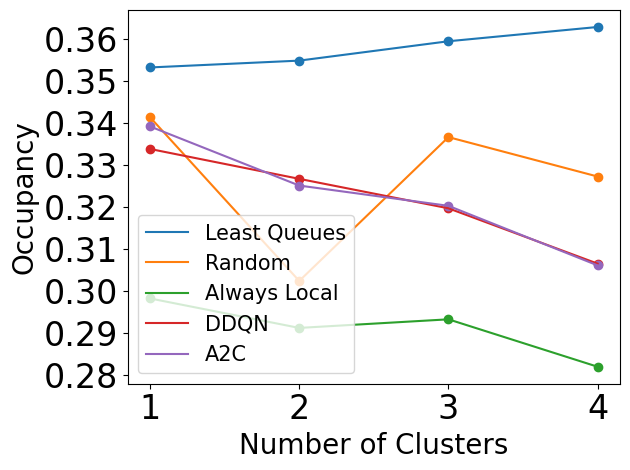 0.36
0.35
0.34
0.33
0.32
0.31
0.30
0.29
0.28
Occupancy
Least Queues
Random
Always Local
DDQN
A2C
1 2 3 4
Number of Clusters